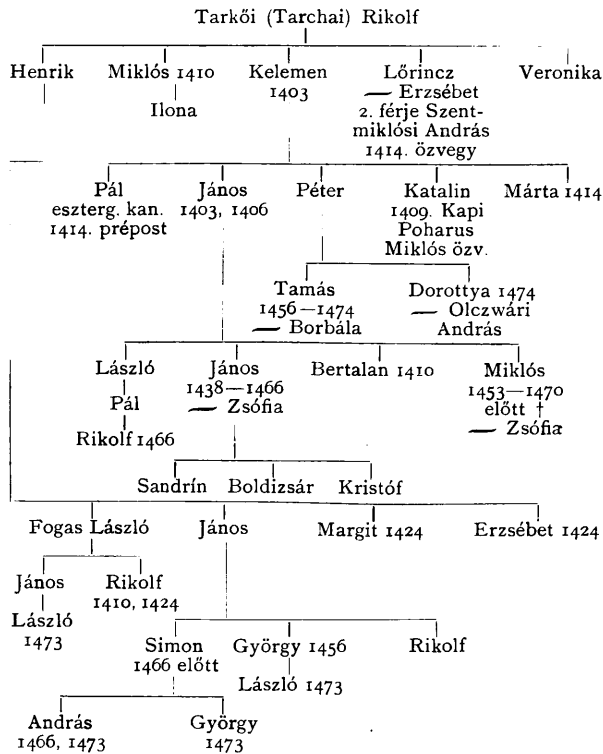 Tarkői (Tarchai) Rikolf
Henrik Miklós 1410 Kelemen Lőrincz Veronika
1403 — Erzsébet
Ilona 2. férje Szent-
miklósi András
1414. özvegy
Pál János Péter Katalin Márta 1414
eszterg. kan. 1403, 1406 1409. Kapi
1414. prépost Poharus
Miklós özv.
Tamás Dorottya 1474
1456—1474 — Olczwári
— Borbála András
László János Bertalan 1410 Miklós
1438—1466 1453—1470
Pál — Zsófia előtt †
Rikolf 1466 — Zsófia
Sandrín Boldizsár Kristóf
Fogas László János Margit 1424 Erzsébet 1424
János Rikolf
1410, 1424
László
1473 Simon György 1456 Rikolf
1466 előtt
László 1473
András György
1466, 1473 1473